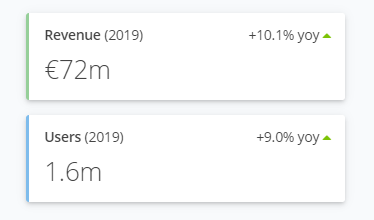 Revenue (2019) +10.1% yoy
€72m
Users (2019) +9.0% yoy
1.6m